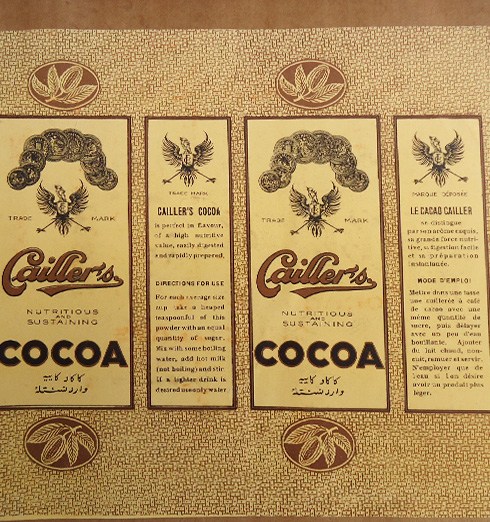 TRADE MARK
Cailler's
NUTRITIOUS
AND
SUSTAINING
COCOA
TRADE MARK
CAILLER'S COCOA
is perfect in flavour,
of a high nutritive
value, easily digested
and rapidly prepared.
DIRECTIONS FOR USE
For each average size
cup take a heaped
teaspoonful of this
powder with an equal
quantity of sugar.
Mix with some boiling
water, add hot milk
(not boiling) and stir.
If a lighter drink is
desired use only water
TRADE MARK
Cailler's
NUTRITIOUS
AND
SUSTAINING
COCOA
كاكاو
MARQUE DÉPOSÉE
LE CACAO CAILLER
se distingue
par son arôme exquis,
sa grande force nutri-
tive, sa digestion facile
et sa préparation
instantanée.
MODE D'EMPLOI
Mettre dans une tasse
une cuillerée à café
de cacao avec une
même quantité de
sucre, puis délayer
avec un peu d'eau
bouillante. Ajouter
du lait chaud, non-
cuit, remuer et servir.
N'employer que de
l'eau si l'on désire
avoir un produit plus
léger.